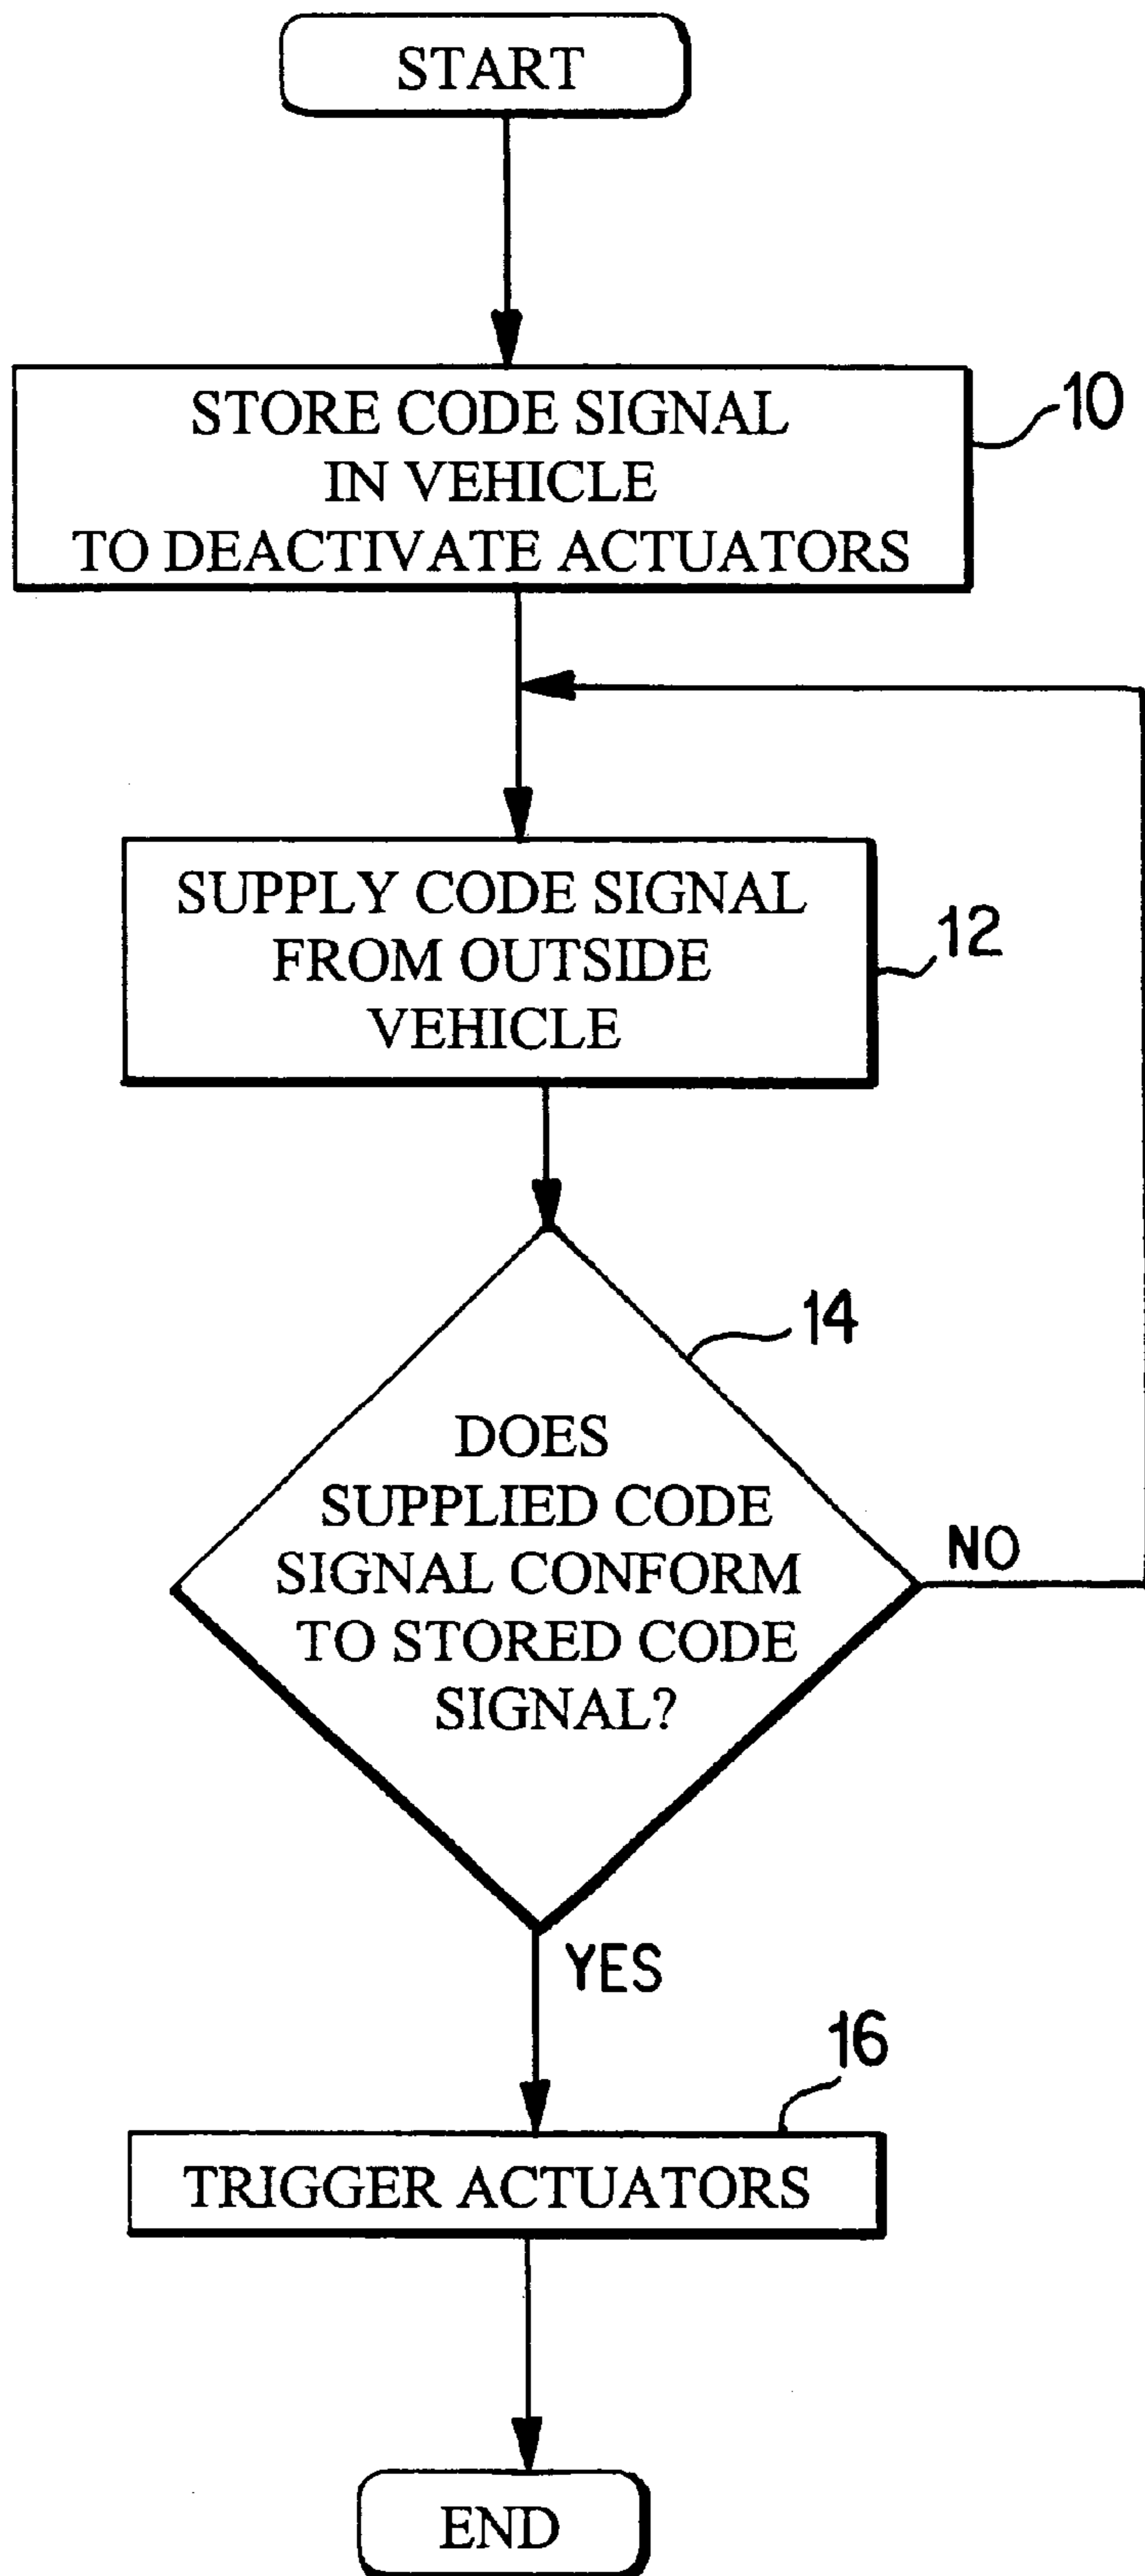 START
STORE CODE SIGNAL
IN VEHICLE
TO DEACTIVATE ACTUATORS
10
SUPPLY CODE SIGNAL
FROM OUTSIDE
VEHICLE
12
14
DOES
SUPPLIED CODE
SIGNAL CONFORM
TO STORED CODE
SIGNAL?
NO
YES
16
TRIGGER ACTUATORS
END